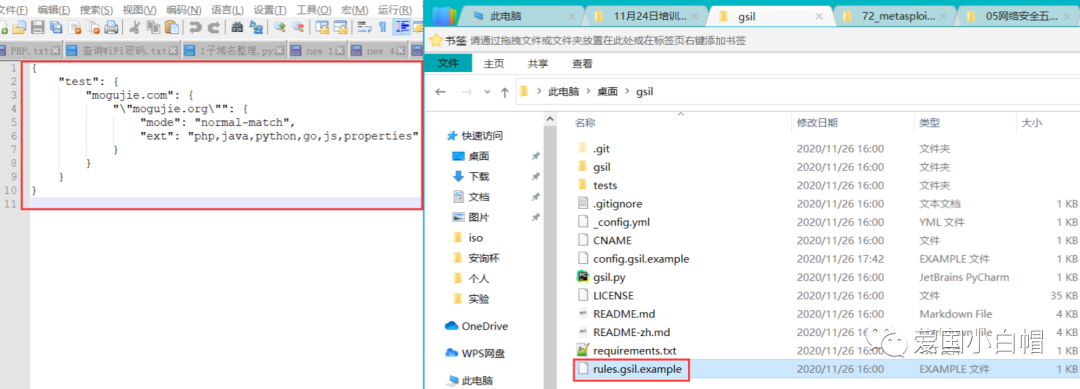 文件(F) 编辑(E) 搜索(S) 视图(V) 编码(N) 语言(L) 设置(T) 工具(O) 宏(M) 运行(R)
PHP.txt 查询WiFi密码.txt 1子域名整理.py new 1 new 4
1 {
2 "test": {
3 "mogujie.com": {
4 "\"mogujie.org\"": {
5 "mode": "normal-match",
6 "ext": "php,java,python,go,js,properties"
7 }
8 }
9 }
10 }
11
此电脑 11月24日培训... gsil 72_metasploi... 05网络安全五...
书签 请通过拖拽文件或文件夹放置在此处或在标签页右键添加书签
文件 主页 共享 查看
此电脑 > 桌面 > gsil
快速访问
桌面
下载
文档
图片
iso
安询杯
个人
实验
OneDrive
WPS网盘
此电脑
名称 修改日期 类型 大小
.git 2020/11/26 16:00 文件夹
gsil 2020/11/26 16:00 文件夹
tests 2020/11/26 16:00 文件夹
.gitignore 2020/11/26 16:00 文本文档 1 KB
_config.yml 2020/11/26 16:00 YML 文件 1 KB
CNAME 2020/11/26 16:00 文件 1 KB
config.gsil.example 2020/11/26 17:42 EXAMPLE 文件 1 KB
gsil.py 2020/11/26 16:00 JetBrains PyCharm 1 KB
LICENSE 2020/11/26 16:00 文件 35 KB
README.md 2020/11/26 16:00 Markdown File 4 KB
README-zh.md 2020/11/26 16:00 File 4 KB
requirements.txt 2020/11/26 16:00 1 KB
rules.gsil.example 2020/11/26 16:00 EXAMPLE 文件 1 KB
爱国小白帽